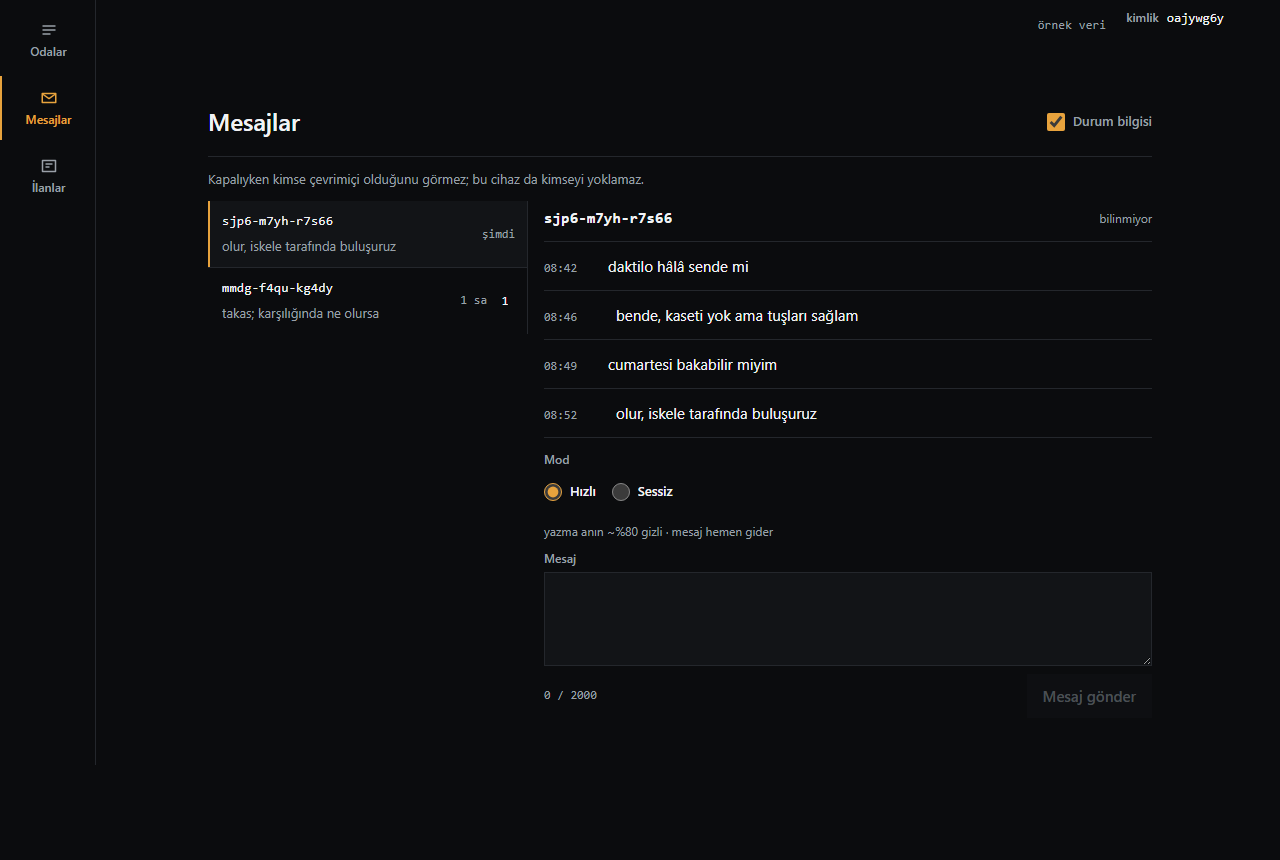 Odalar
Mesajlar
İlanlar
örnek veri
kimlik oajywg6y
Mesajlar
Durum bilgisi
Kapalıyken kimse çevrimiçi olduğunu görmez; bu cihaz da kimseyi yoklamaz.
sjp6-m7yh-r7s66
olur, iskele tarafında buluşuruz
şimdi
mmdg-f4qu-kg4dy
takas; karşılığında ne olursa
1 sa 1
sjp6-m7yh-r7s66
bilinmiyor
08:42 daktilo hâlâ sende mi
08:46 bende, kaseti yok ama tuşları sağlam
08:49 cumartesi bakabilir miyim
08:52 olur, iskele tarafında buluşuruz
Mod
Hızlı Sessiz
yazma anın ~%80 gizli · mesaj hemen gider
Mesaj
0 / 2000
Mesaj gönder